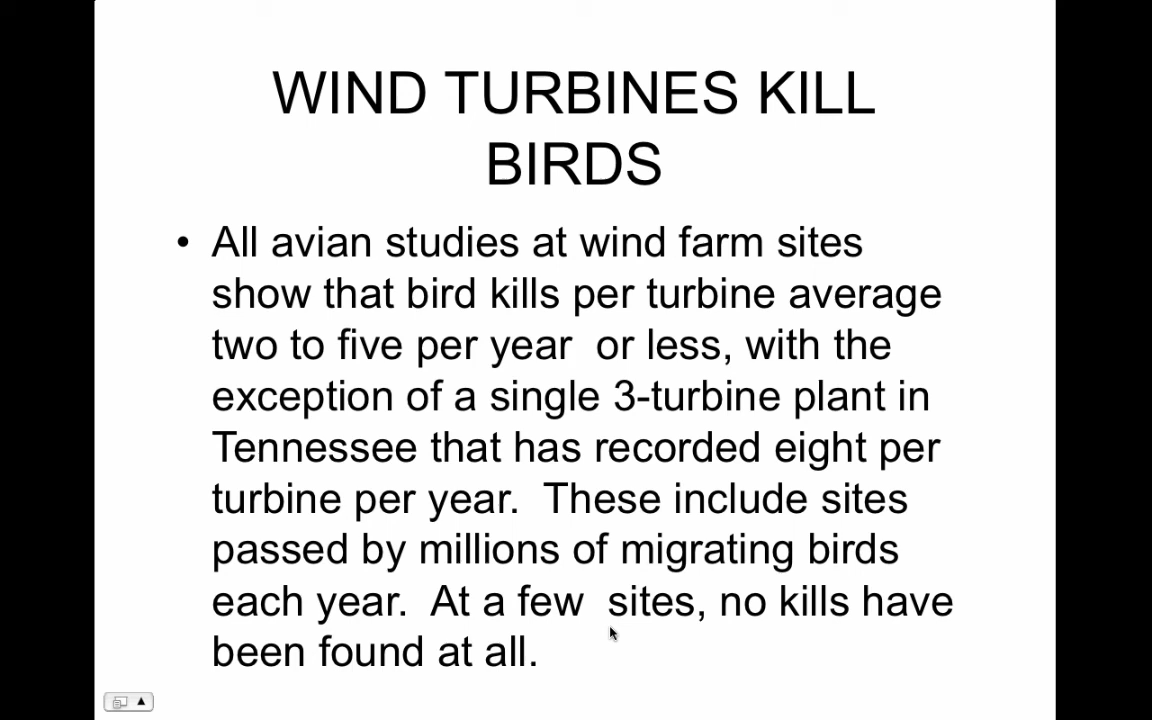 WIND TURBINES KILL
BIRDS
• All avian studies at wind farm sites
show that bird kills per turbine average
two to five per year  or less, with the
exception of a single 3-turbine plant in
Tennessee that has recorded eight per
turbine per year.  These include sites
passed by millions of migrating birds
each year.  At a few  sites, no kills have
been found at all.